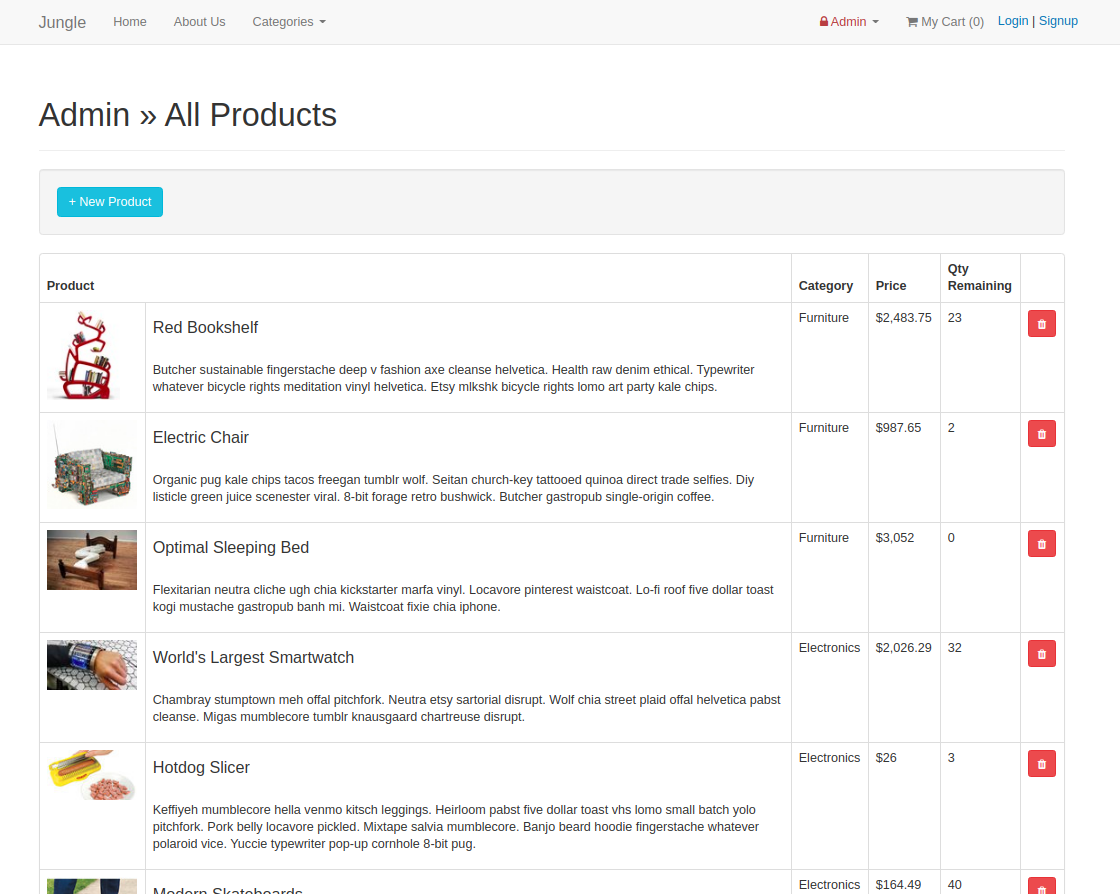 Jungle Home About Us Categories Admin My Cart (0) Login | Signup
Admin » All Products
+ New Product
Product Category Price Qty Remaining
Red Bookshelf Furniture $2,483.75 23
Butcher sustainable fingerstache deep v fashion axe cleanse helvetica. Health raw denim ethical. Typewriter
whatever bicycle rights meditation vinyl helvetica. Etsy mlkshk bicycle rights lomo art party kale chips.
Electric Chair Furniture $987.65 2
Organic pug kale chips tacos freegan tumblr wolf. Seitan church-key tattooed quinoa direct trade selfies. Diy
listicle green juice scenester viral. 8-bit forage retro bushwick. Butcher gastropub single-origin coffee.
Optimal Sleeping Bed Furniture $3,052 0
Flexitarian neutra cliche ugh chia kickstarter marfa vinyl. Locavore pinterest waistcoat. Lo-fi roof five dollar toast
kogi mustache gastropub banh mi. Waistcoat fixie chia iphone.
World's Largest Smartwatch Electronics $2,026.29 32
Chambray stumptown meh offal pitchfork. Neutra etsy sartorial disrupt. Wolf chia street plaid offal helvetica pabst
cleanse. Migas mumblecore tumblr knausgaard chartreuse disrupt.
Hotdog Slicer Electronics $26 3
Keffiyeh mumblecore hella venmo kitsch leggings. Heirloom pabst five dollar toast vhs lomo small batch yolo
pitchfork. Pork belly locavore pickled. Mixtape salvia mumblecore. Banjo beard hoodie fingerstache whatever
polaroid vice. Yuccie typewriter pop-up cornhole 8-bit pug.
Modern Skateboards Electronics $164.49 40